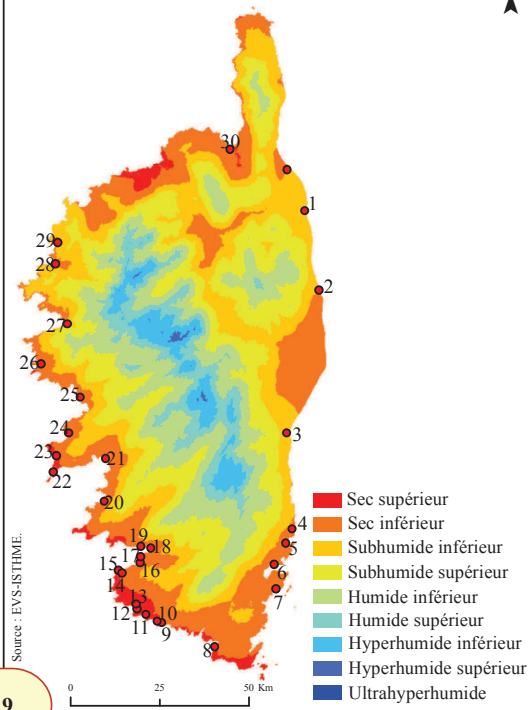 30
1
29
28
2
27
26
25
24
3
23
21
22
20
4
19
18
5
17
15
16
6
14
7
13
12
10
11
9
8
Sec supérieur
Sec inférieur
Subhumide inférieur
Subhumide supérieur
Humide inférieur
Humide supérieur
Hyperhumide inférieur
Hyperhumide supérieur
Ultrahyperhumide
Source : EVS-ISTHME.
0 25 50 Km
9